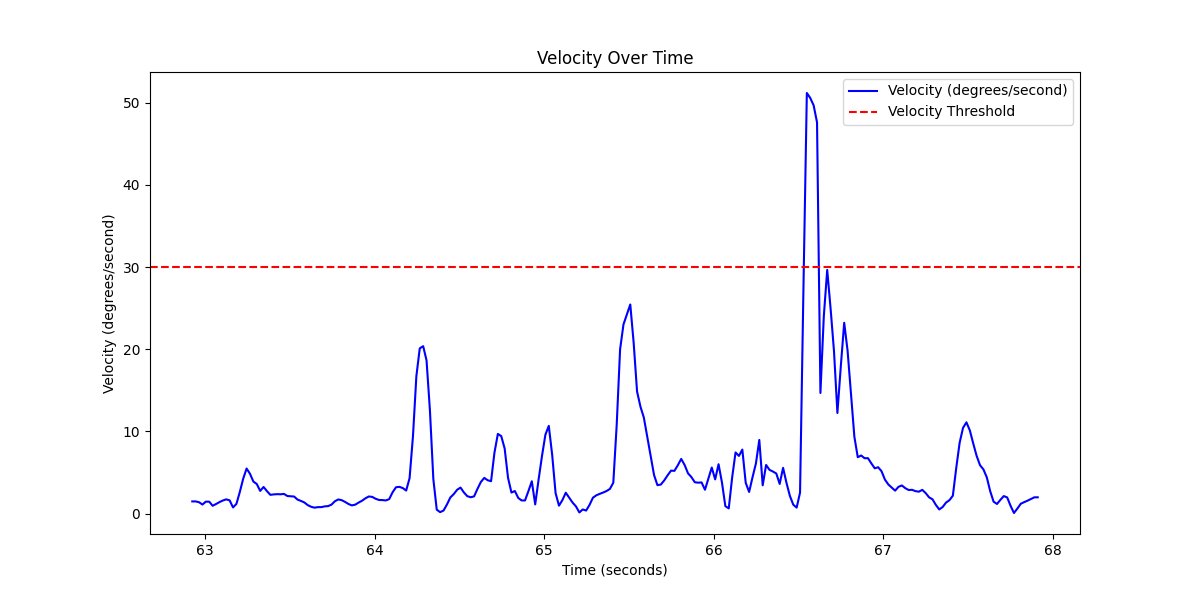 Velocity Over Time
Velocity (degrees/second)
Velocity Threshold
50
40
30
20
10
0
Velocity (degrees/second)
63 64 65 66 67 68
Time (seconds)